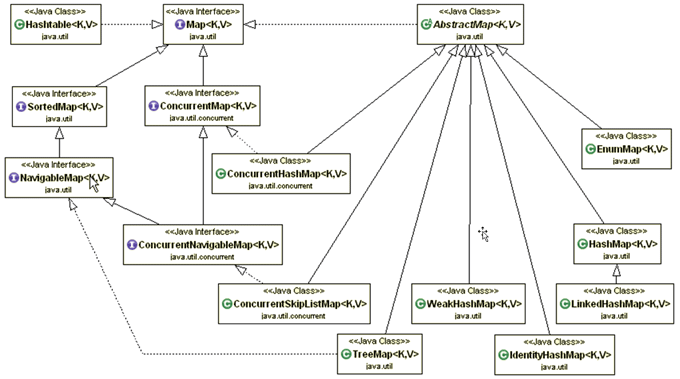 <<Java Class>>
Hashtable<K,V>
java.util
<<Java Interface>>
Map<K,V>
java.util
<<Java Class>>
AbstractMap<K,V>
java.util
<<Java Interface>>
SortedMap<K,V>
java.util
<<Java Interface>>
ConcurrentMap<K,V>
java.util.concurrent
<<Java Class>>
EnumMap<K,V>
java.util
<<Java Interface>>
NavigableMap<K,V>
java.util
<<Java Class>>
ConcurrentHashMap<K,V>
java.util.concurrent
<<Java Interface>>
ConcurrentNavigableMap<K,V>
java.util.concurrent
<<Java Class>>
HashMap<K,V>
java.util
<<Java Class>>
ConcurrentSkipListMap<K,V>
java.util.concurrent
<<Java Class>>
WeakHashMap<K,V>
java.util
<<Java Class>>
LinkedHashMap<K,V>
java.util
<<Java Class>>
TreeMap<K,V>
java.util
<<Java Class>>
IdentityHashMap<K,V>
java.util